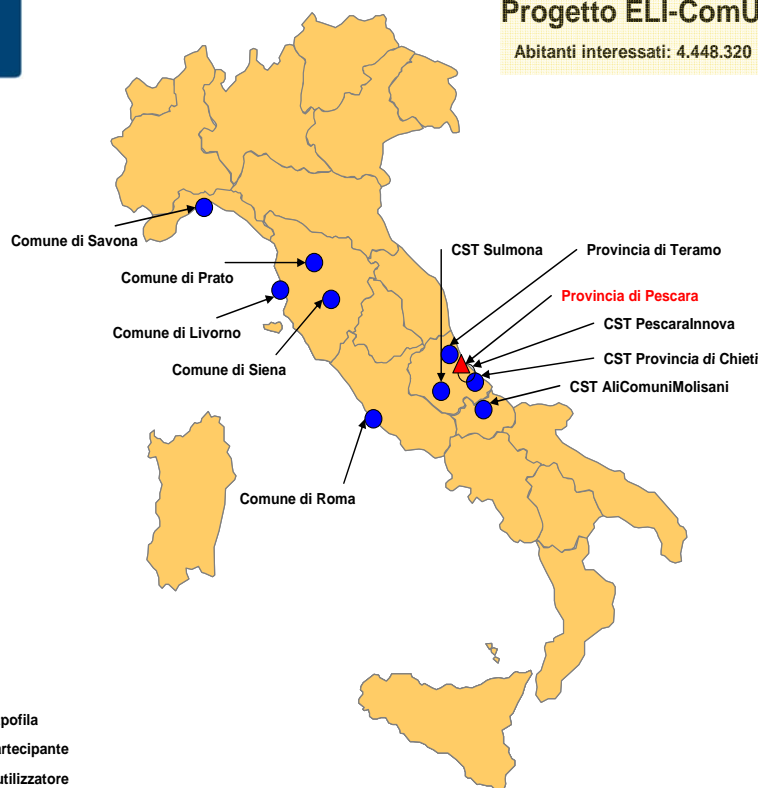 Progetto ELI-ComU
Abitanti interessati: 4.448.320
Comune di Savona
CST Sulmona
Provincia di Teramo
Comune di Prato
Provincia di Pescara
CST PescaraInnova
Comune di Livorno
CST Provincia di Chieti
Comune di Siena
CST AliComuniMolisani
Comune di Roma
pofila
artecipante
utilizzatore